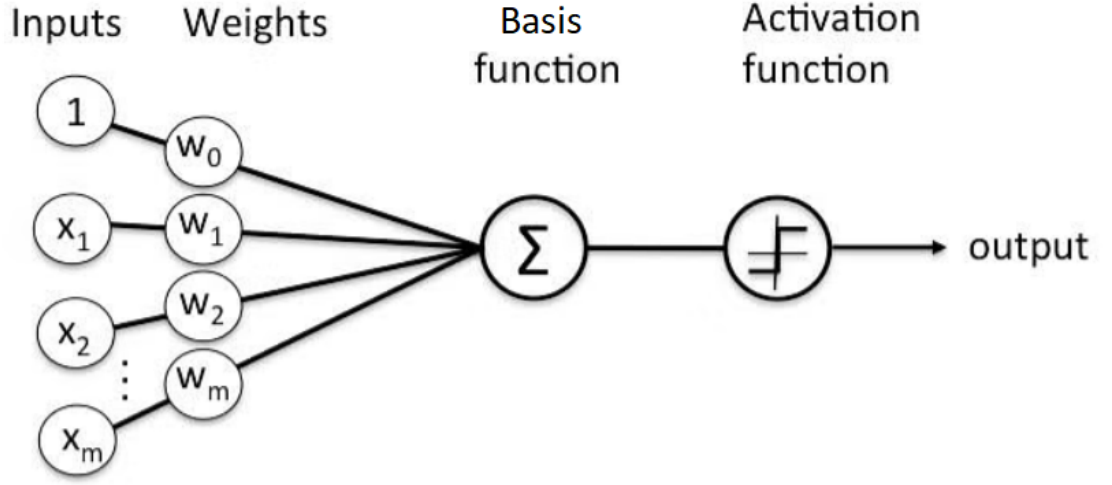 Inputs Weights Basis function Activation function
1
w₀
x₁
w₁
x₂
w₂
⋮
xₘ
wₘ
Σ
output